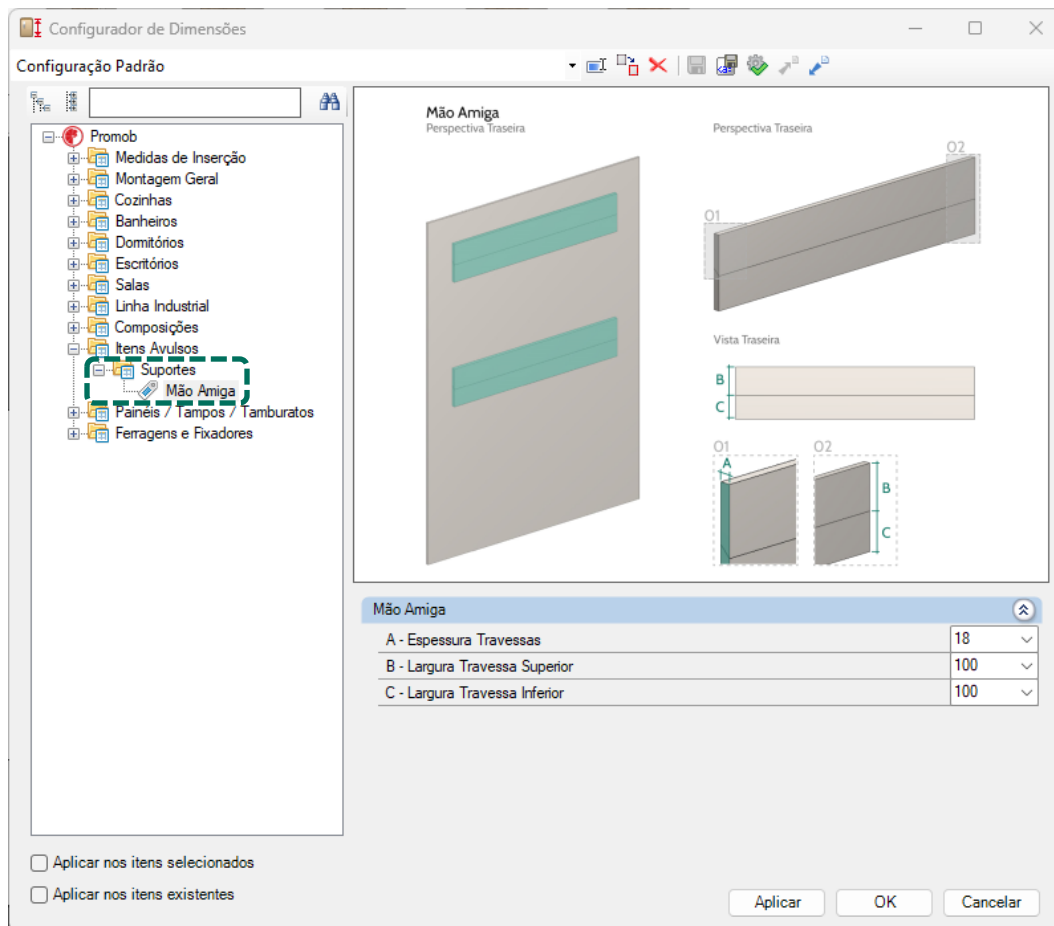 Configurador de Dimensões
Configuração Padrão
Promob
Medidas de Inserção
Montagem Geral
Cozinhas
Banheiros
Dormitórios
Escritórios
Salas
Linha Industrial
Composições
Itens Avulsos
Suportes
Mão Amiga
Painéis / Tampos / Tamburatos
Ferragens e Fixadores
Mão Amiga
Perspectiva Traseira
Perspectiva Traseira
O2
O1
Vista Traseira
B
C
O1
O2
A
B
C
Mão Amiga
A - Espessura Travessas 18
B - Largura Travessa Superior 100
C - Largura Travessa Inferior 100
Aplicar nos itens selecionados
Aplicar nos itens existentes
Aplicar OK Cancelar